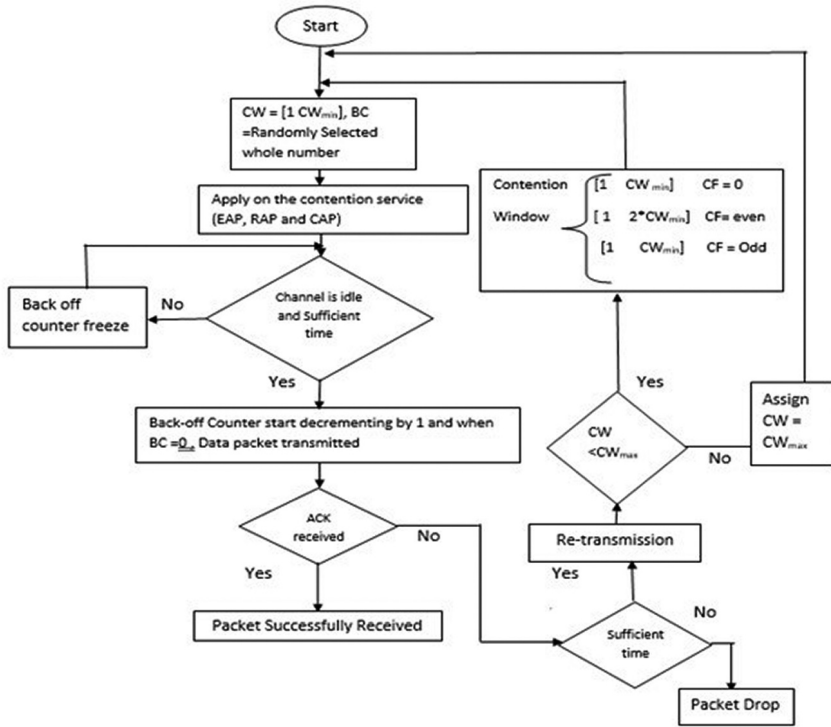 Start
CW = [1 CWmin], BC
=Randomly Selected
whole number
Apply on the contention service
(EAP, RAP and CAP)
Channel is idle
and Sufficient
time
No
Back off
counter freeze
Yes
Back-off Counter start decrementing by 1 and when
BC =0 , Data packet transmitted
ACK
received
No
Yes
Packet Successfully Received
Sufficient
time
No
Packet Drop
Yes
Re-transmission
CW
<CWmax
No
Assign
CW =
CWmax
Yes
Contention [1 CW min] CF = 0
Window [ 1 2*CWmin] CF= even
[1 CWmin] CF = Odd